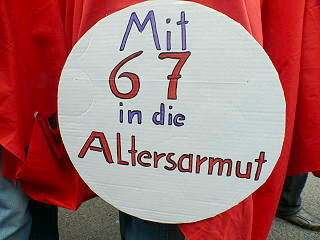 Mit
67
in die
Altersarmut